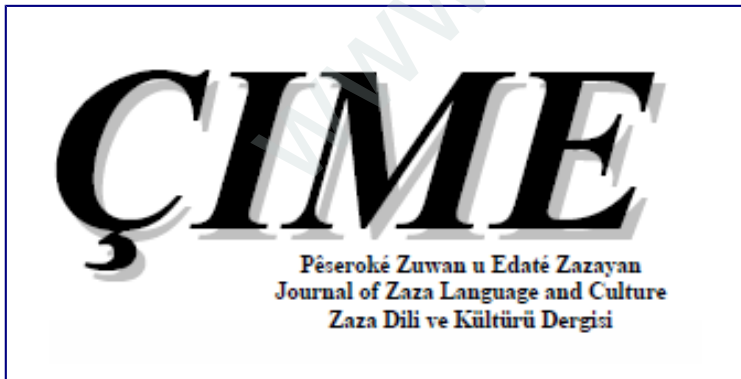 ÇIME
Pêseroké Zuwan u Edaté Zazayan
Journal of Zaza Language and Culture
Zaza Dili ve Kültürü Dergisi